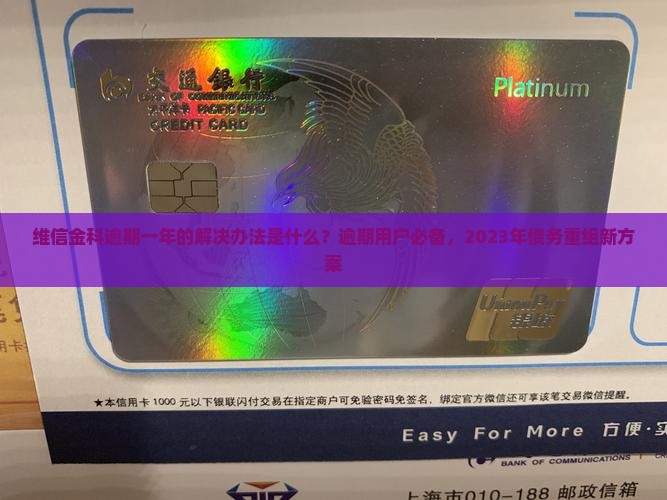 交通銀行
BANK OF COMMUNICATIONS
太平洋卡 PACIFIC CARD
CREDIT CARD
Platinum
维信金科逾期一年的解决办法是什么？逾期用户必备，2023年债务重组新方
案
UnionPay
银联
★本信用卡1000元以下银联闪付交易在指定商户可免验密码免签名，绑定官方微信还可享该笔交易微信提醒。
Easy For More 方便·实
BANK OF COMMUNICATIONS
上海市010-188 邮政信箱